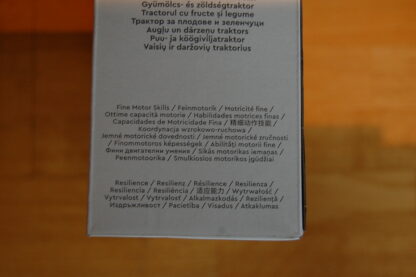 Gyümölcs- és zöldségtraktor
Tractorul cu fructe și legume
Трактор за плодове и зеленчуци
Augļu un dārzeņu traktors
Puu- ja köögiviljatraktor
Vaisių ir daržovių traktorius
Fine Motor Skills / Feinmotorik / Motricité fine /
Ottime capacità motorie / Habilidades motrices finas /
Capacidades de Motricidade Fina / 精细动作技能 /
Koordynacja wzrokowo-ruchowa /
Jemné motorické dovednosti / Jemné motorické zručnosti
/ Finommotoros képességek / Abilități motorii fine /
Фини двигателни умения / Sīkās motorikas iemaņas /
Peenmotoorika / Smulkiosios motorikos įgūdžiai
Resilience / Resilienz / Résilience / Resilienza /
Resiliencia / Resiliência / 适应能力 / Wytrwałość /
Vytrvalost / Vytrvalosť / Alkalmazkodás / Reziliență /
Издръжливост / Pacietība / Visadus / Atkaklumas